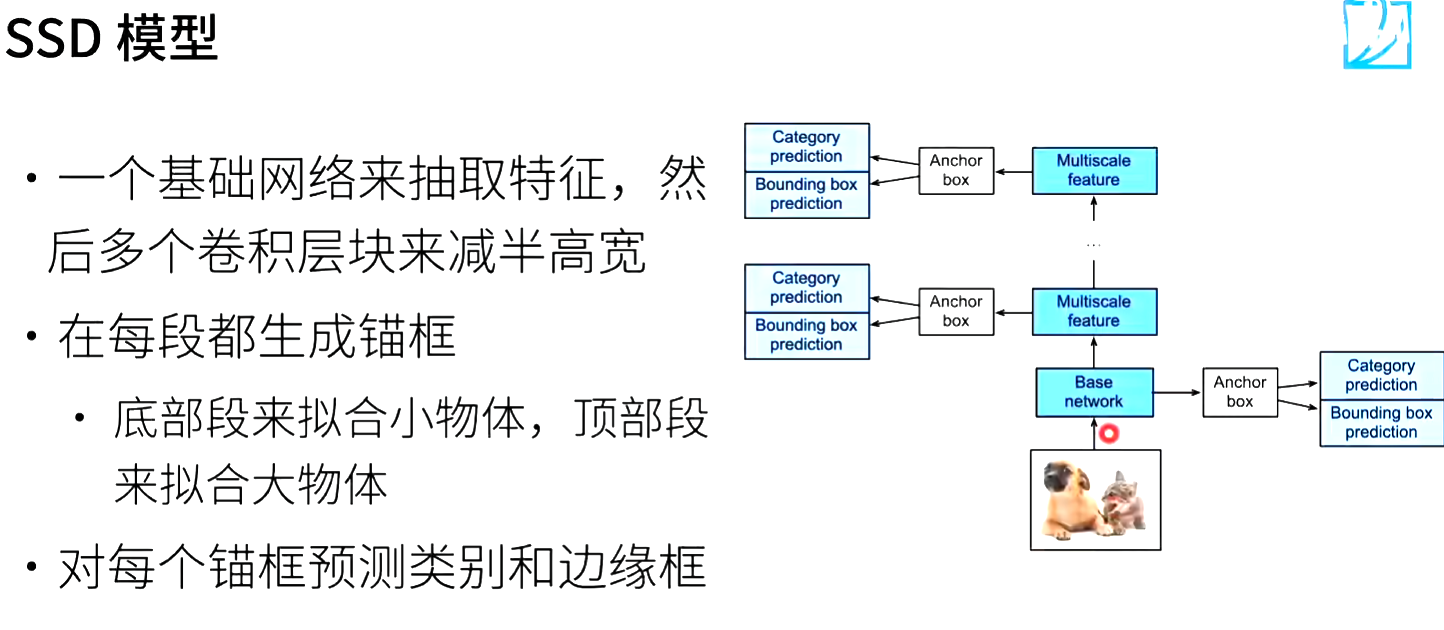 SSD 模型
• 一个基础网络来抽取特征，然
后多个卷积层块来减半高宽
• 在每段都生成锚框
• 底部段来拟合小物体，顶部段
来拟合大物体
• 对每个锚框预测类别和边缘框
Category
prediction
Bounding box
prediction
Anchor
box
Multiscale
feature
...
Category
prediction
Bounding box
prediction
Anchor
box
Multiscale
feature
Base
network
Anchor
box
Category
prediction
Bounding box
prediction